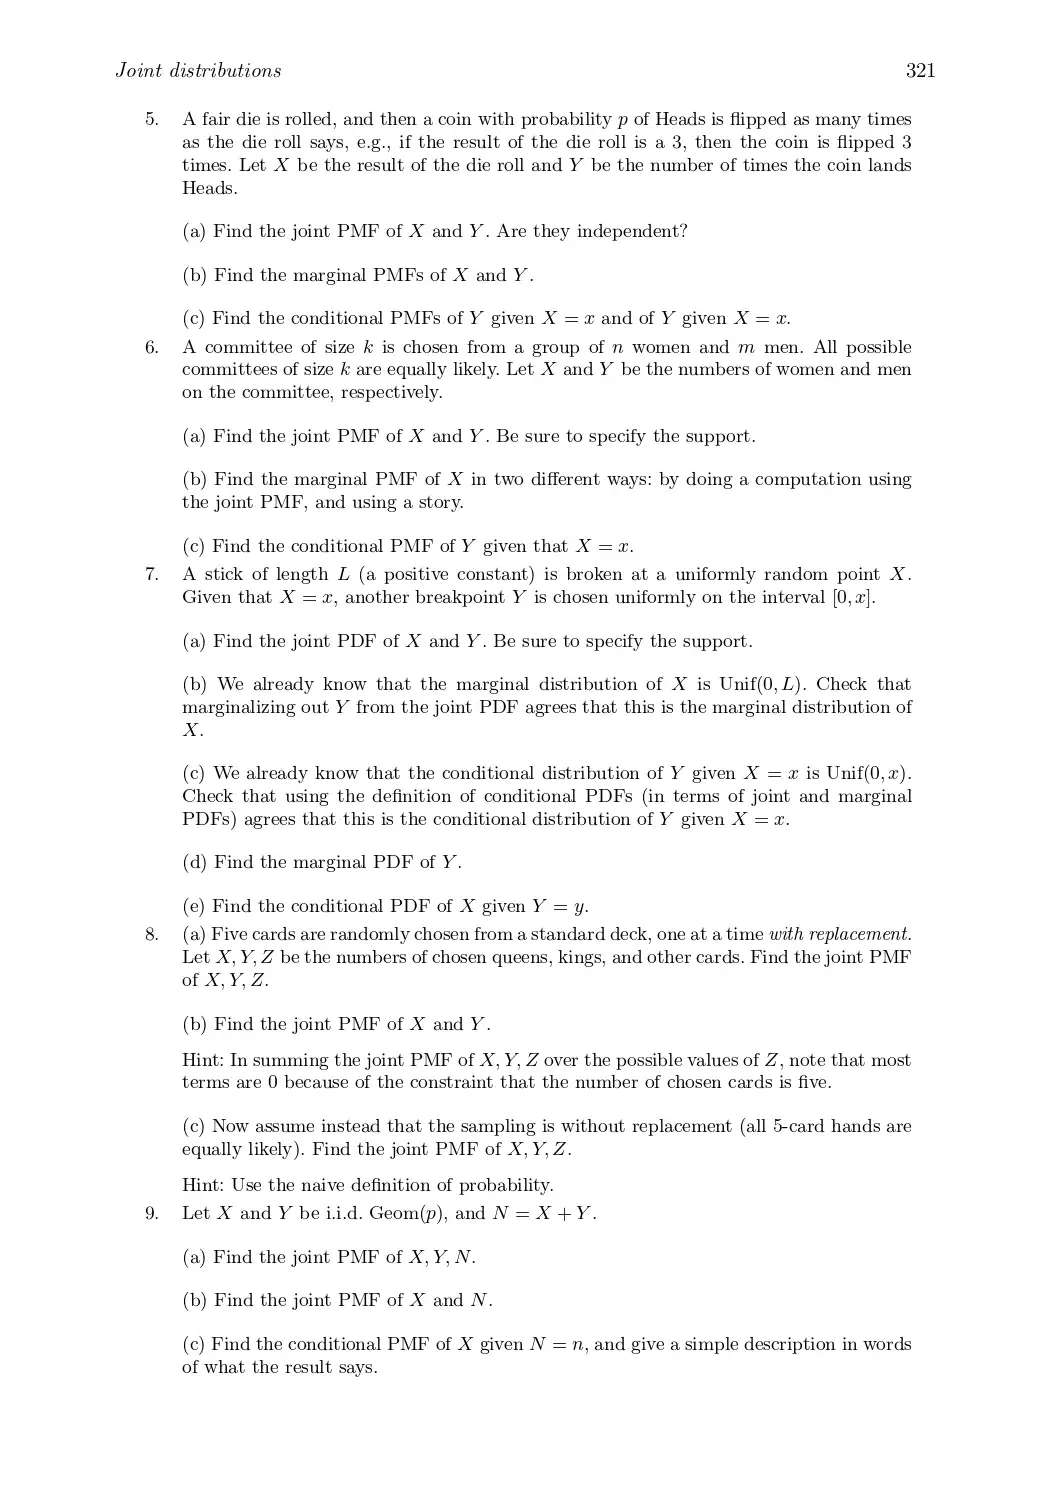 Joint distributions 321
5. A fair die is rolled, and then a coin with probability p of Heads is flipped as many times
as the die roll says, e.g., if the result of the die roll is a 3, then the coin is flipped 3
times. Let X be the result of the die roll and Y be the number of times the coin lands
Heads.
(a) Find the joint PMF of X and Y. Are they independent?
(b) Find the marginal PMFs of X and Y.
(c) Find the conditional PMFs of Y given X = x and of Y given X = x.
6. A committee of size k is chosen from a group of n women and m men. All possible
committees of size k are equally likely. Let X and Y be the numbers of women and men
on the committee, respectively.
(a) Find the joint PMF of X and Y. Be sure to specify the support.
(b) Find the marginal PMF of X in two different ways: by doing a computation using
the joint PMF, and using a story.
(c) Find the conditional PMF of Y given that X = x.
7. A stick of length L (a positive constant) is broken at a uniformly random point X.
Given that X = x, another breakpoint Y is chosen uniformly on the interval [0, x].
(a) Find the joint PDF of X and Y. Be sure to specify the support.
(b) We already know that the marginal distribution of X is Unif(0, L). Check that
marginalizing out Y from the joint PDF agrees that this is the marginal distribution of
X.
(c) We already know that the conditional distribution of Y given X = x is Unif(0, x).
Check that using the definition of conditional PDFs (in terms of joint and marginal
PDFs) agrees that this is the conditional distribution of Y given X = x.
(d) Find the marginal PDF of Y.
(e) Find the conditional PDF of X given Y = y.
8. (a) Five cards are randomly chosen from a standard deck, one at a time with replacement.
Let X, Y, Z be the numbers of chosen queens, kings, and other cards. Find the joint PMF
of X, Y, Z.
(b) Find the joint PMF of X and Y.
Hint: In summing the joint PMF of X, Y, Z over the possible values of Z, note that most
terms are 0 because of the constraint that the number of chosen cards is five.
(c) Now assume instead that the sampling is without replacement (all 5-card hands are
equally likely). Find the joint PMF of X, Y, Z.
Hint: Use the naive definition of probability.
9. Let X and Y be i.i.d. Geom(p), and N = X + Y.
(a) Find the joint PMF of X, Y, N.
(b) Find the joint PMF of X and N.
(c) Find the conditional PMF of X given N = n, and give a simple description in words
of what the result says.